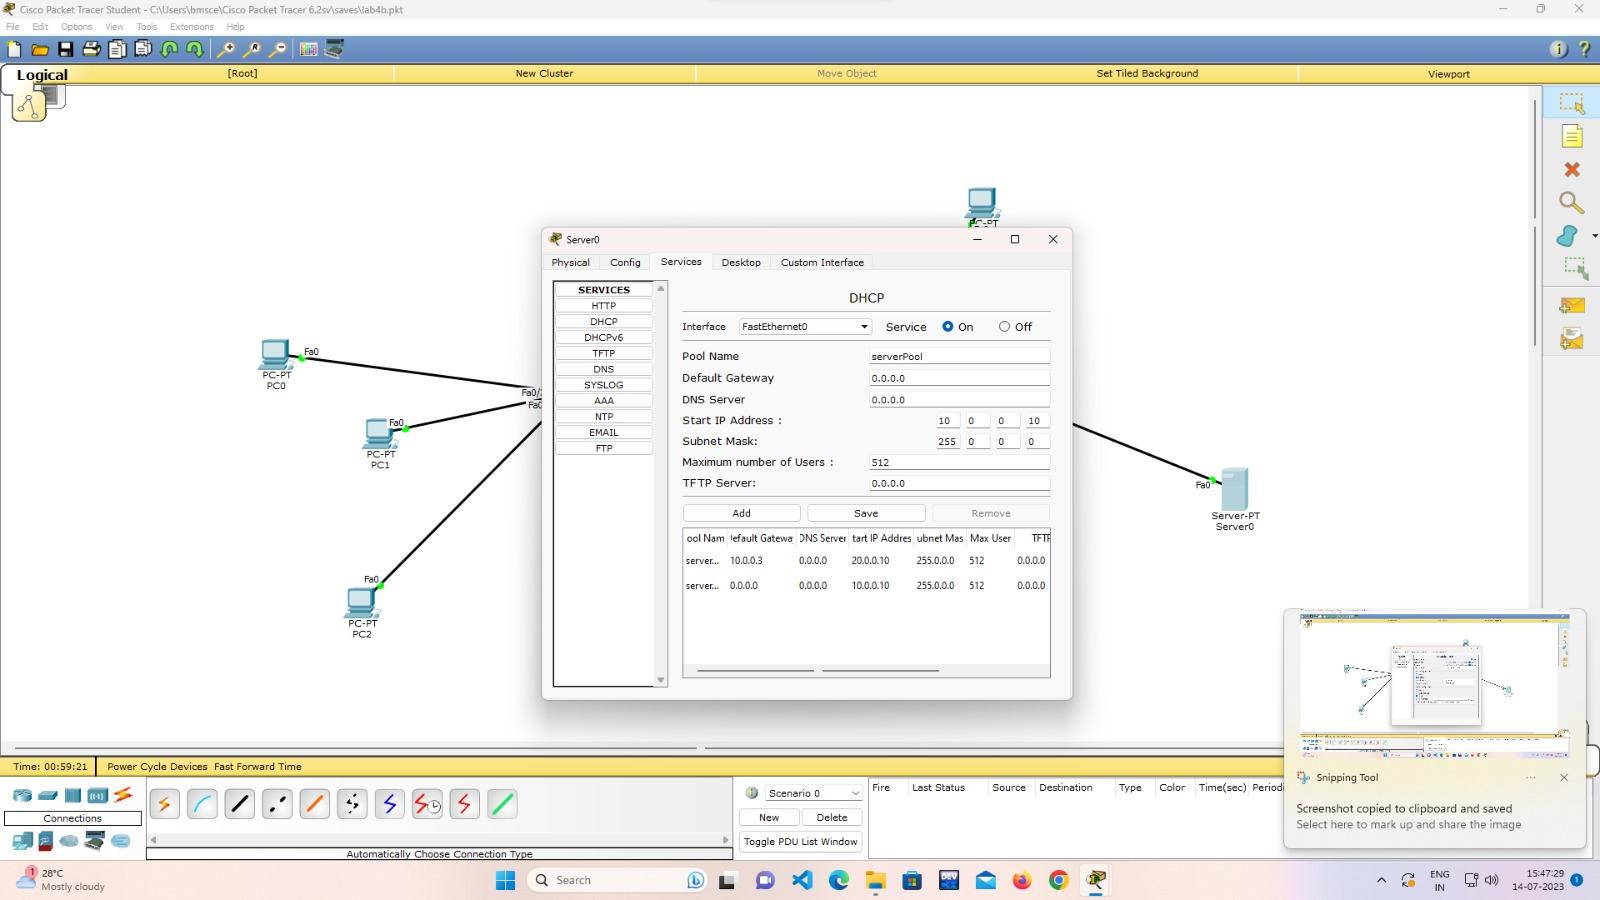 Cisco Packet Tracer Student - C:\Users\bmsce\Cisco Packet Tracer 6.2sv\saves\lab4b.pkt
File Edit Options View Tools Extensions Help
Logical [Root] New Cluster Move Object Set Tiled Background Viewport
PC-PT
Server0
Physical Config Services Desktop Custom Interface
SERVICES
HTTP
DHCP
DHCPv6
TFTP
DNS
SYSLOG
AAA
NTP
EMAIL
FTP
DHCP
Interface FastEthernet0 Service On Off
Pool Name serverPool
Default Gateway 0.0.0.0
DNS Server 0.0.0.0
Start IP Address : 10 0 0 10
Subnet Mask: 255 0 0 0
Maximum number of Users : 512
TFTP Server: 0.0.0.0
Add Save Remove
ool Nam efault Gatewa DNS Server tart IP Addres ubnet Mas Max User TFTP
server... 10.0.0.3 0.0.0.0 20.0.0.10 255.0.0.0 512 0.0.0.0
server... 0.0.0.0 0.0.0.0 10.0.0.10 255.0.0.0 512 0.0.0.0
Fa0
PC-PT
PC0
Fa0/
Fa0
Fa0
PC-PT
PC1
Fa0
PC-PT
PC2
Fa0
Server-PT
Server0
Time: 00:59:21 Power Cycle Devices Fast Forward Time
Connections
Automatically Choose Connection Type
Scenario 0
New Delete
Toggle PDU List Window
Fire Last Status Source Destination Type Color Time(sec) Periodi
Snipping Tool
Screenshot copied to clipboard and saved
Select here to mark up and share the image
1
28°C
Mostly cloudy
Search
DEV
ENG
IN
15:47:29
14-07-2023
1